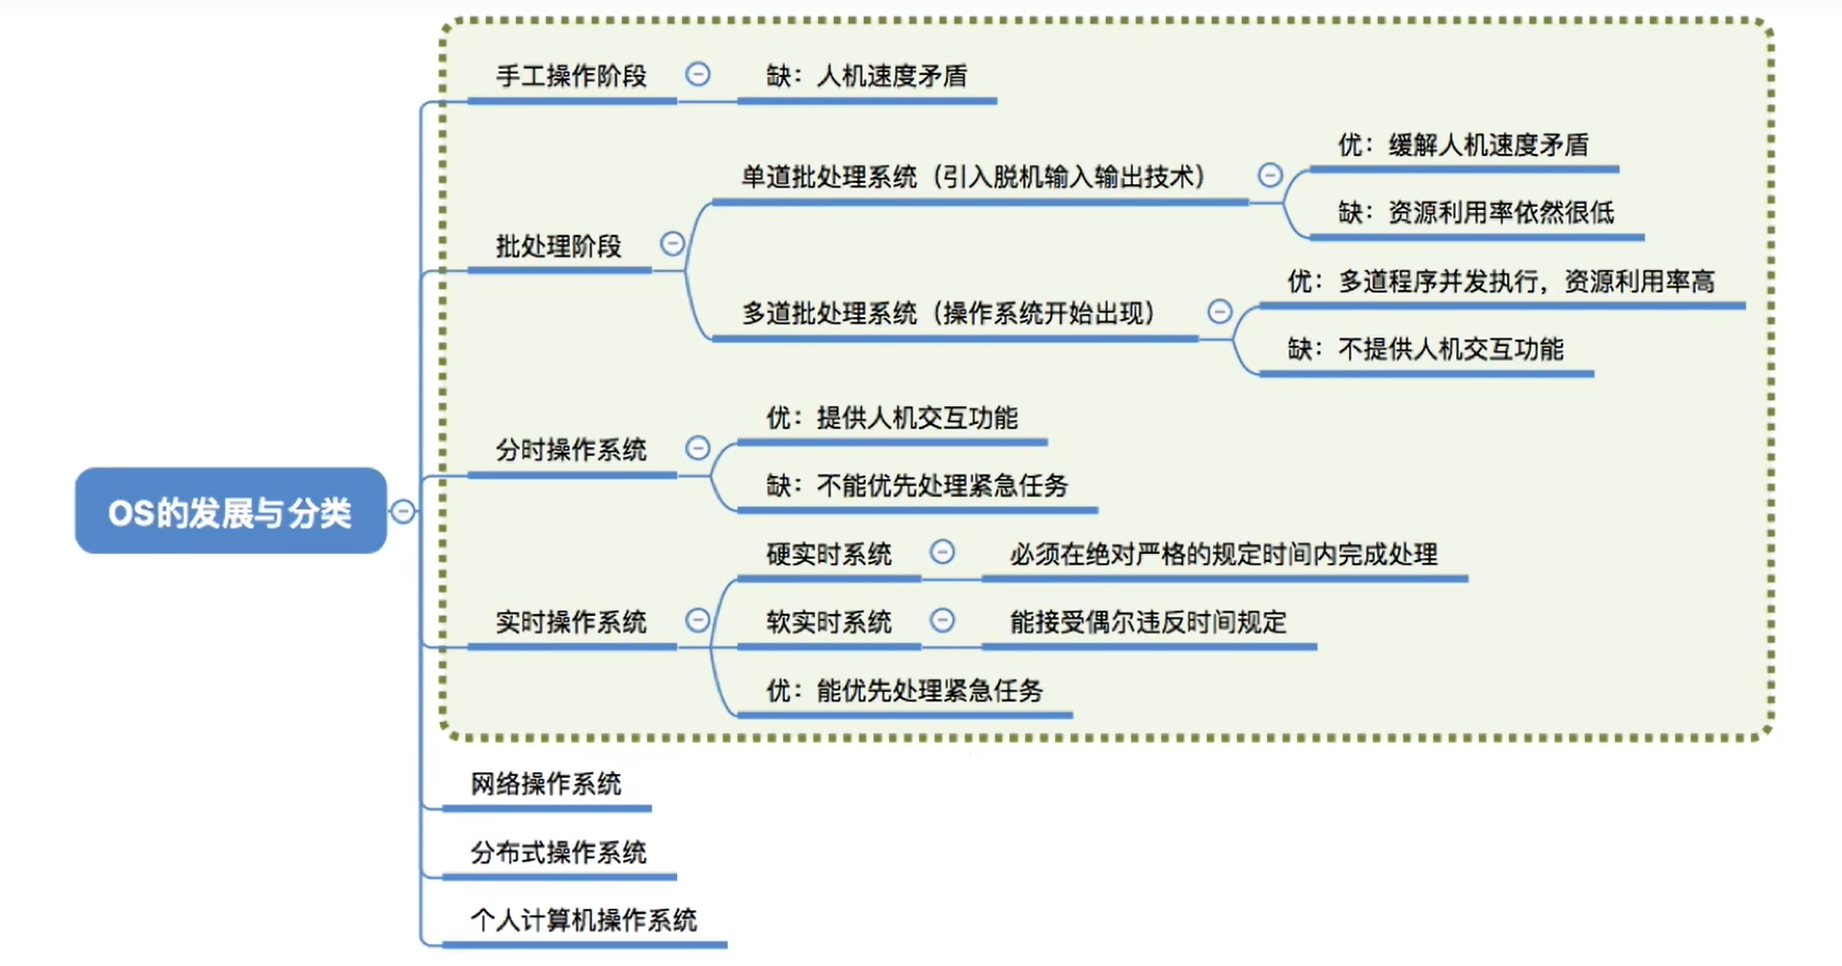 OS的发展与分类
手工操作阶段
缺：人机速度矛盾
批处理阶段
单道批处理系统（引入脱机输入输出技术）
优：缓解人机速度矛盾
缺：资源利用率依然很低
多道批处理系统（操作系统开始出现）
优：多道程序并发执行，资源利用率高
缺：不提供人机交互功能
分时操作系统
优：提供人机交互功能
缺：不能优先处理紧急任务
实时操作系统
硬实时系统
必须在绝对严格的规定时间内完成处理
软实时系统
能接受偶尔违反时间规定
优：能优先处理紧急任务
网络操作系统
分布式操作系统
个人计算机操作系统